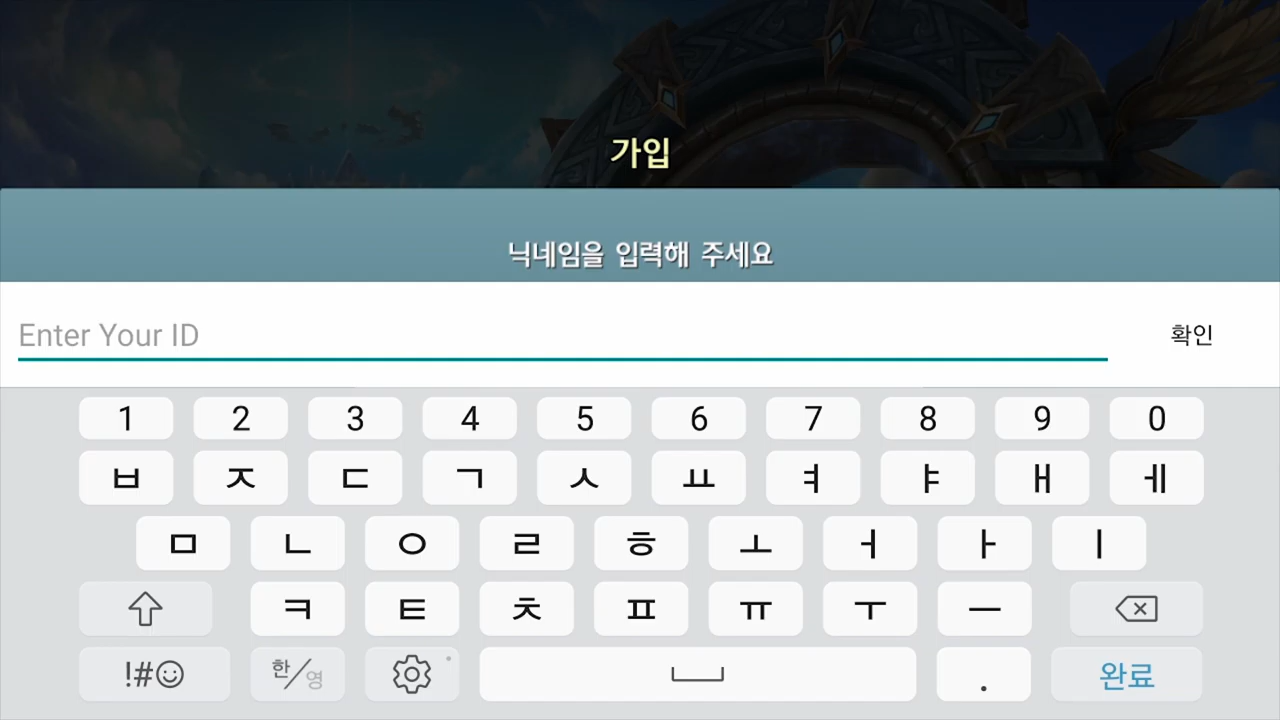 가입
닉네임을 입력해 주세요
Enter Your ID 확인
1 2 3 4 5 6 7 8 9 0
ㅂ ㅈ ㄷ ㄱ ㅅ ㅛ ㅕ ㅑ ㅐ ㅔ
ㅁ ㄴ ㅇ ㄹ ㅎ ㅗ ㅓ ㅏ ㅣ
ㅋ ㅌ ㅊ ㅍ ㅠ ㅜ ㅡ
!#☺ 한/영 . 완료